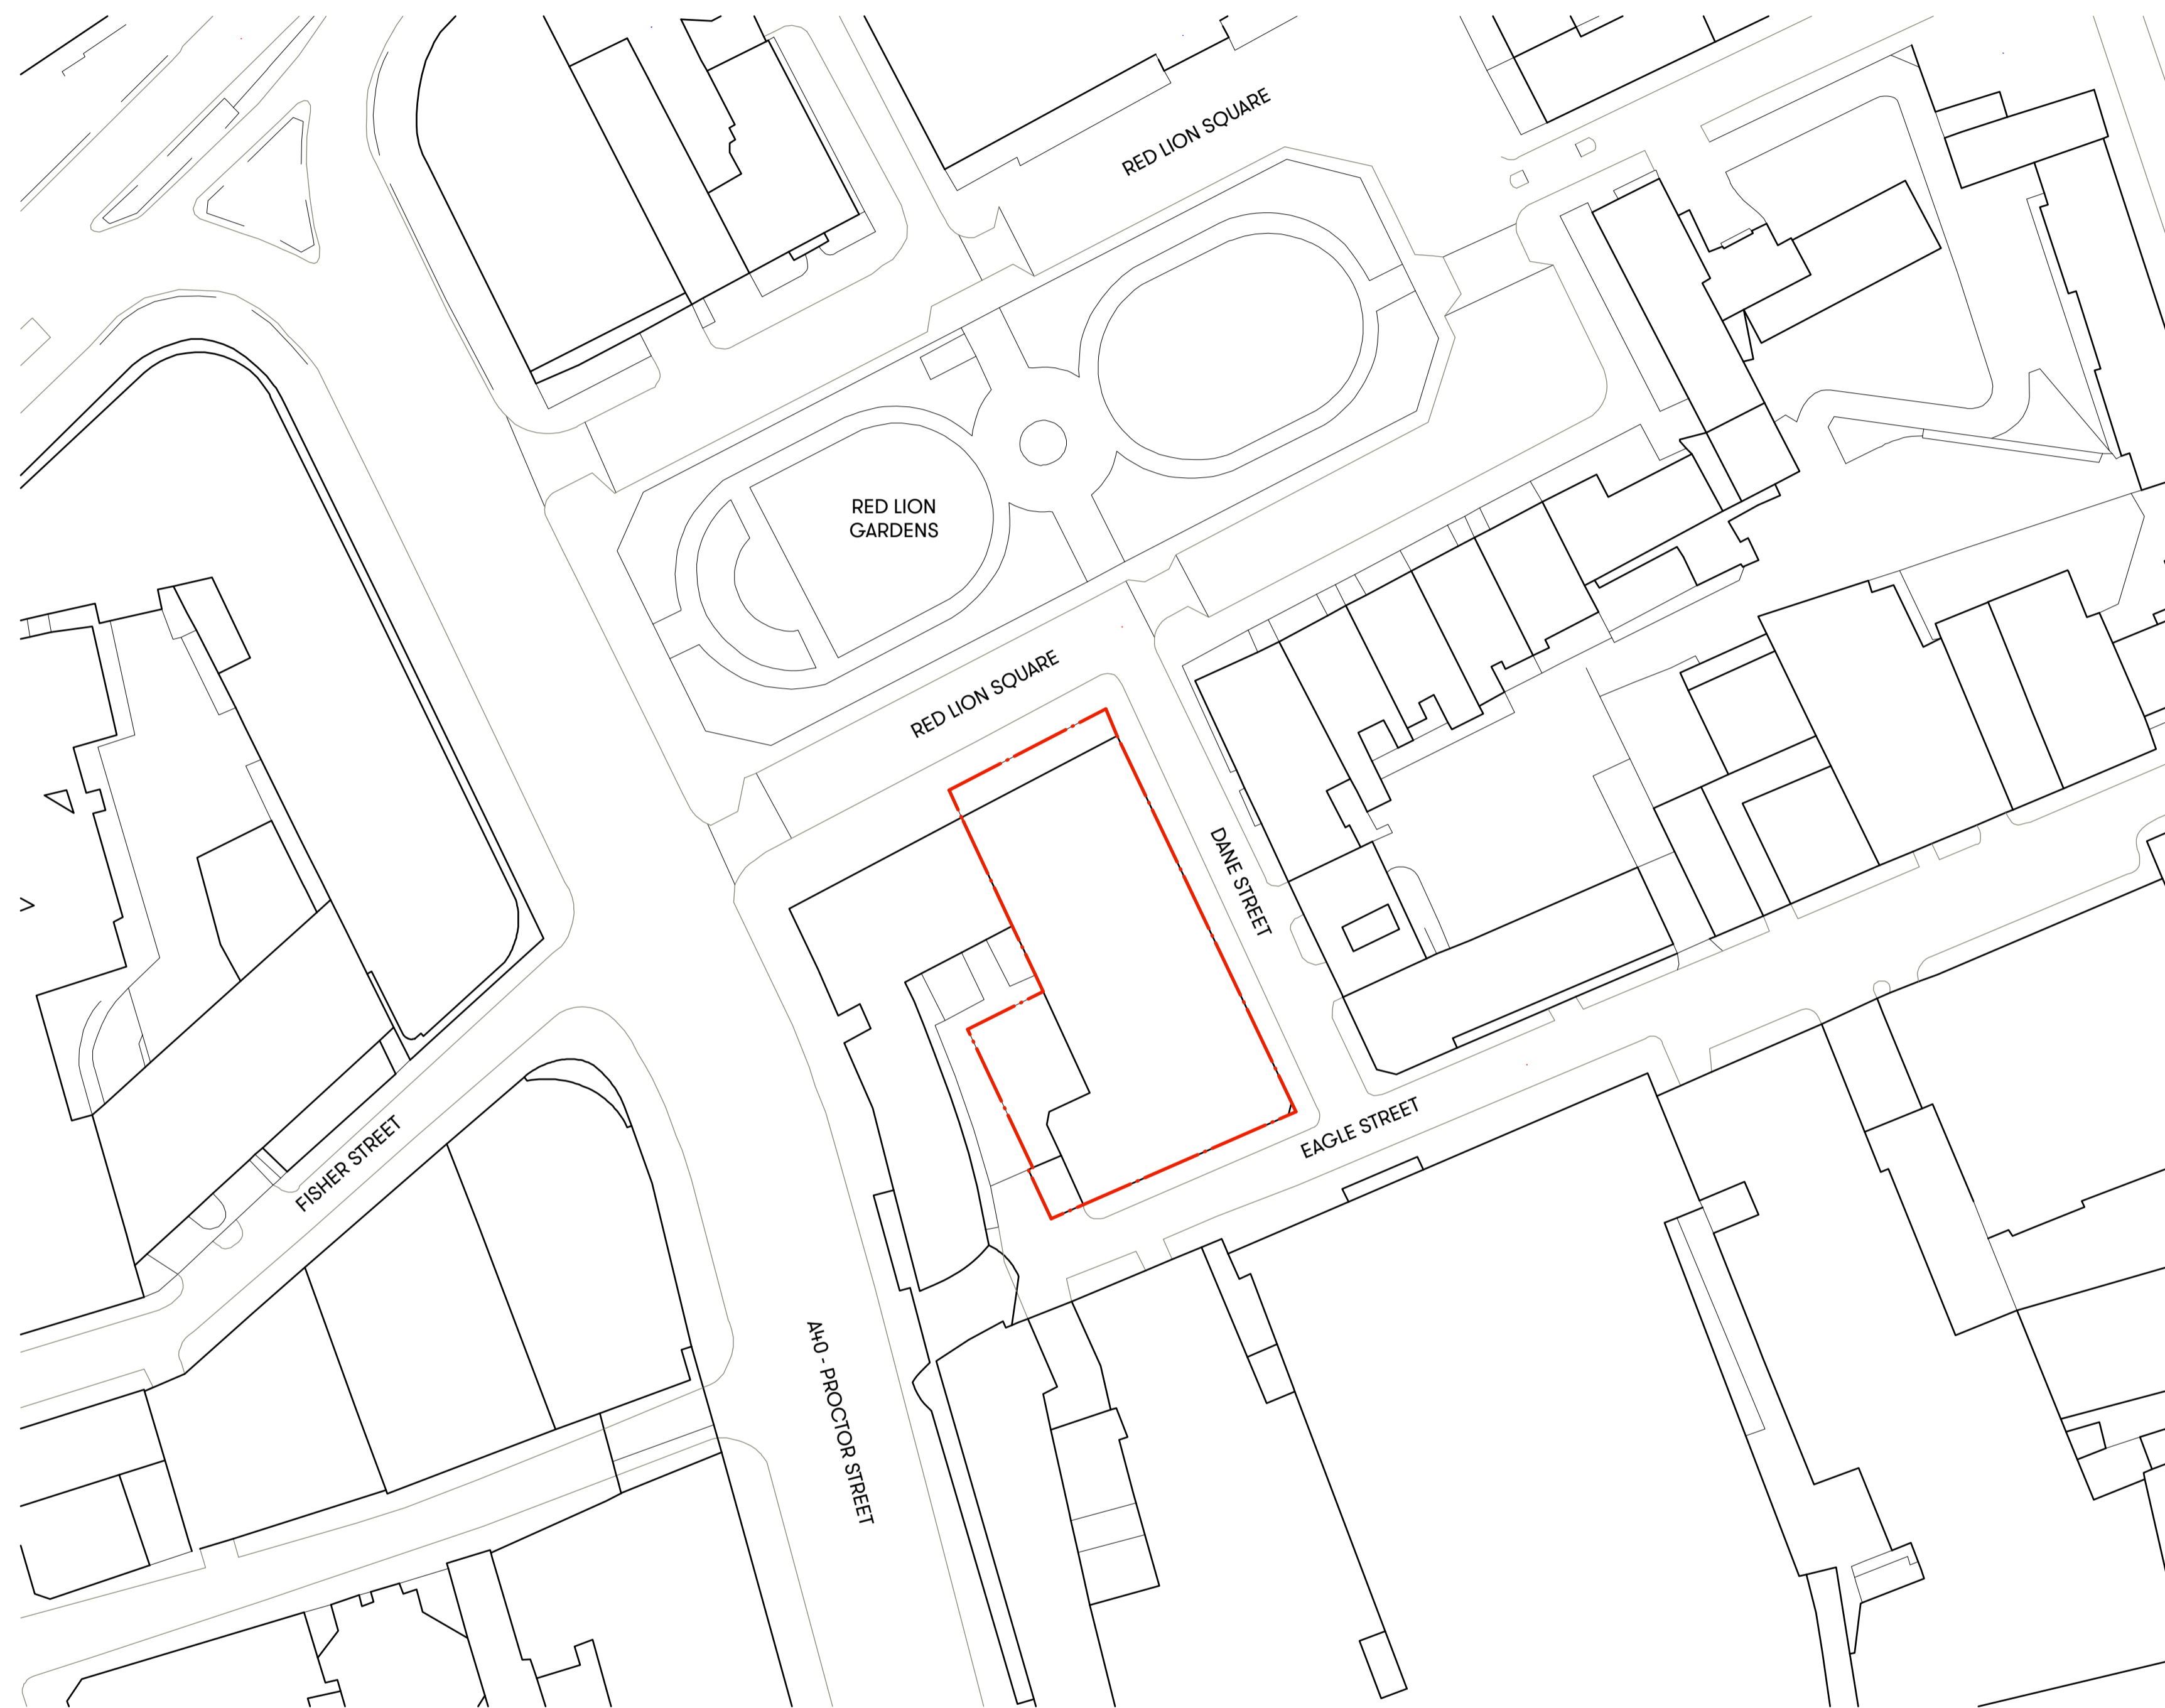 RED LION SQUARE
RED LION
GARDENS
RED LION SQUARE
DANE STREET
EAGLE STREET
FISHER STREET
A40 - PROCTOR STREET